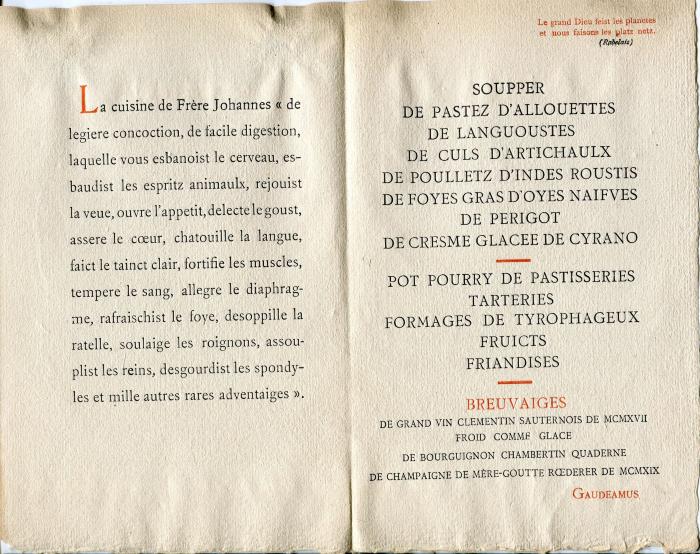 La cuisine de Frère Johannes « de
legiere concoction, de facile digestion,
laquelle vous esbanoist le cerveau, es-
baudist les espritz animaulx, rejouist
la veue, ouvre l'appetit, delecte le goust,
assere le cœur, chatouille la langue,
faict le tainct clair, fortifie les muscles,
tempere le sang, allegre le diaphrag-
me, rafraischist le foye, desoppille la
ratelle, soulaige les roignons, assou-
plist les reins, desgourdist les spondy-
les et mille autres rares adventaiges ».
Le grand Dieu feist les planetes
et nous faisons les platz netz.
(Rabelais)
SOUPPER
DE PASTEZ D'ALLOUETTES
DE LANGUOUSTES
DE CULS D'ARTICHAULX
DE POULLETZ D'INDES ROUSTIS
DE FOYES GRAS D'OYES NAIFVES
DE PERIGOT
DE CRESME GLACEE DE CYRANO
POT POURRY DE PASTISSERIES
TARTERIES
FORMAGES DE TYROPHAGEUX
FRUICTS
FRIANDISES
BREUVAIGES
DE GRAND VIN CLEMENTIN SAUTERNOIS DE MCMXVII
FROID COMME GLACE
DE BOURGUIGNON CHAMBERTIN QUADERNE
DE CHAMPAIGNE DE MÈRE-GOUTTE RŒDERER DE MCMXIX
GAUDEAMUS